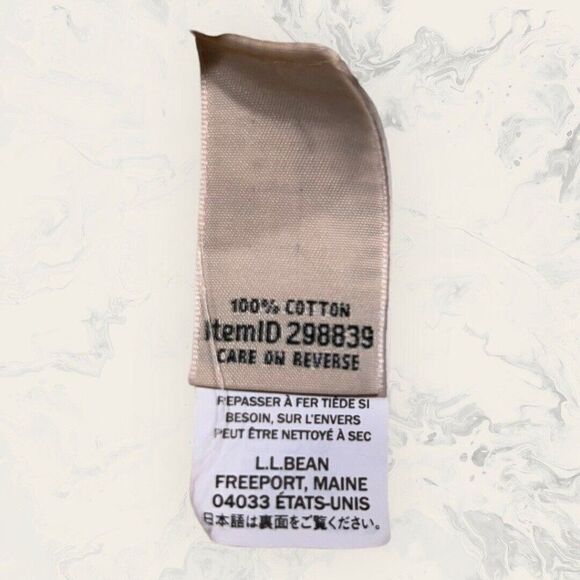 100% COTTON
ItemID 298839
CARE ON REVERSE
REPASSER À FER TIÈDE SI
BESOIN, SUR L'ENVERS
PEUT ÊTRE NETTOYÉ À SEC
L.L.BEAN
FREEPORT, MAINE
04033 ÉTATS-UNIS
日本語は裏面をご覧ください。